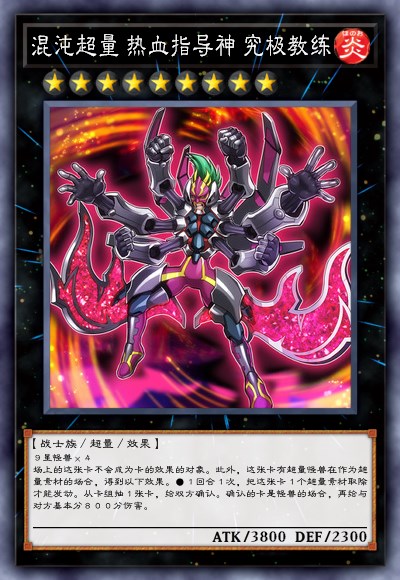 混沌超量 热血指导神 究极教练
ほのお
炎
【战士族／超量／效果】
９星怪兽×４
场上的这张卡不会成为卡的效果的对象。此外，这张卡有超量怪兽在作为超
量素材的场合，得到以下效果。●１回合１次，把这张卡１个超量素材取除
才能发动。从卡组抽１张卡，给双方确认。确认的卡是怪兽的场合，再给与
对方基本分８００分伤害。
ATK/3800 DEF/2300